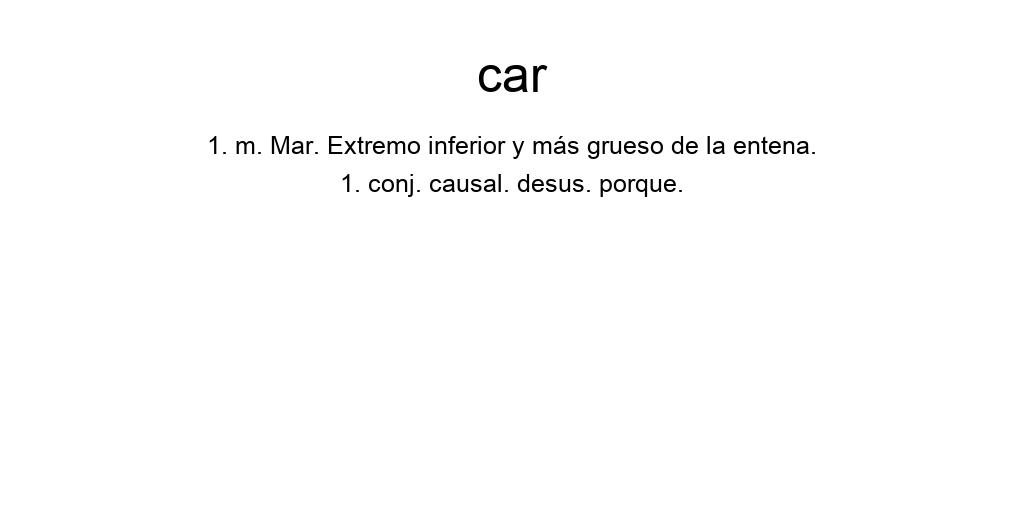 car
1. m. Mar. Extremo inferior y más grueso de la entena.
1. conj. causal. desus. porque.